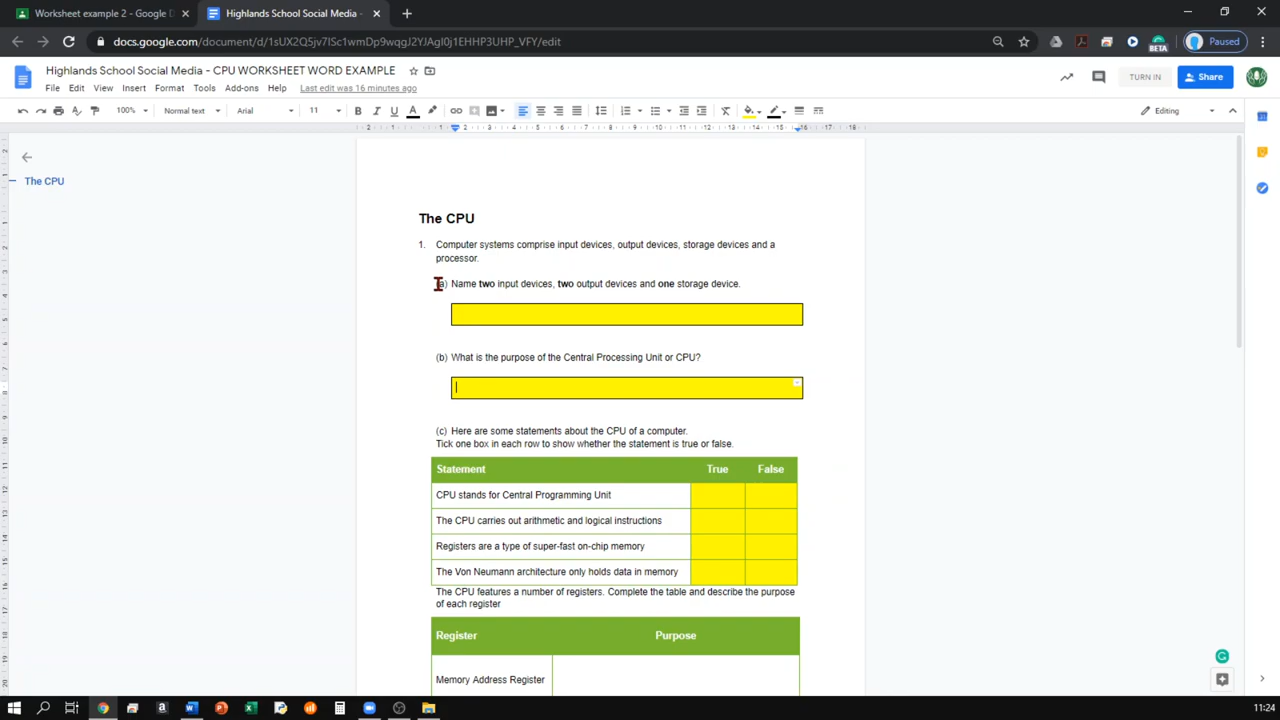 Worksheet example 2 - Google D
Highlands School Social Media -
docs.google.com/document/d/1sUX2Q5jv7lSc1wmDp9wqgJ2YJAgI0j1EHHP3UHP_VFY/edit
BETA
Paused
Highlands School Social Media - CPU WORKSHEET WORD EXAMPLE
File Edit View Insert Format Tools Add-ons Help Last edit was 16 minutes ago
TURN IN
Share
100% Normal text Arial 11 Editing
The CPU
The CPU
1. Computer systems comprise input devices, output devices, storage devices and a
processor.
(a) Name two input devices, two output devices and one storage device.
(b) What is the purpose of the Central Processing Unit or CPU?
(c) Here are some statements about the CPU of a computer.
Tick one box in each row to show whether the statement is true or false.
Statement True False
CPU stands for Central Programming Unit
The CPU carries out arithmetic and logical instructions
Registers are a type of super-fast on-chip memory
The Von Neumann architecture only holds data in memory
The CPU features a number of registers. Complete the table and describe the purpose
of each register
Register Purpose
Memory Address Register
11:24